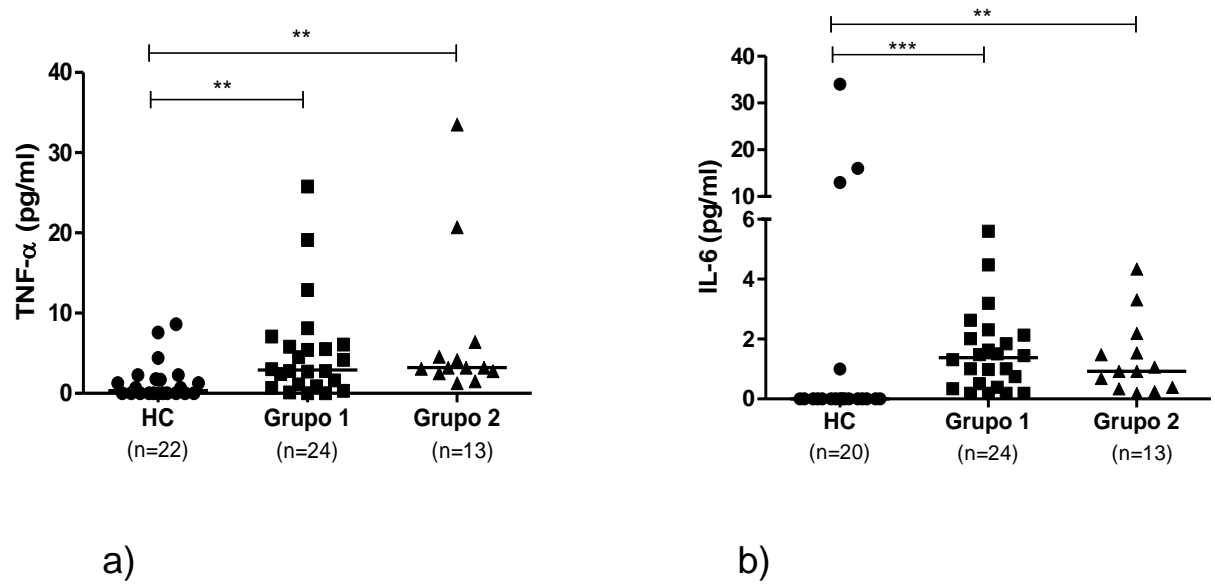 **
**
40
30
20
10
0
TNF-α (pg/ml)
HC
Grupo 1
Grupo 2
(n=22)
(n=24)
(n=13)
a)
**
***
40
30
20
10
6
4
2
0
IL-6 (pg/ml)
HC
Grupo 1
Grupo 2
(n=20)
(n=24)
(n=13)
b)